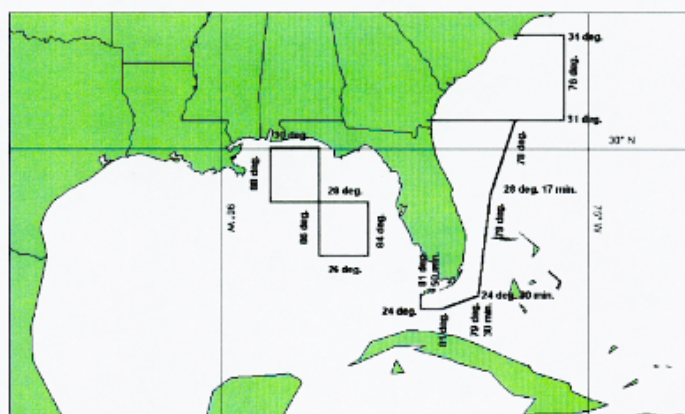 34 deg.
76 deg.
31 deg.
30 deg.
30° N
78 deg.
88 deg.
28 deg.
28 deg. 17 min.
86 deg.
84 deg.
79 deg.
90° W
75° W
26 deg.
81 deg.
50 min.
24 deg.
24 deg. 30 min.
81 deg.
79 deg.
30 min.